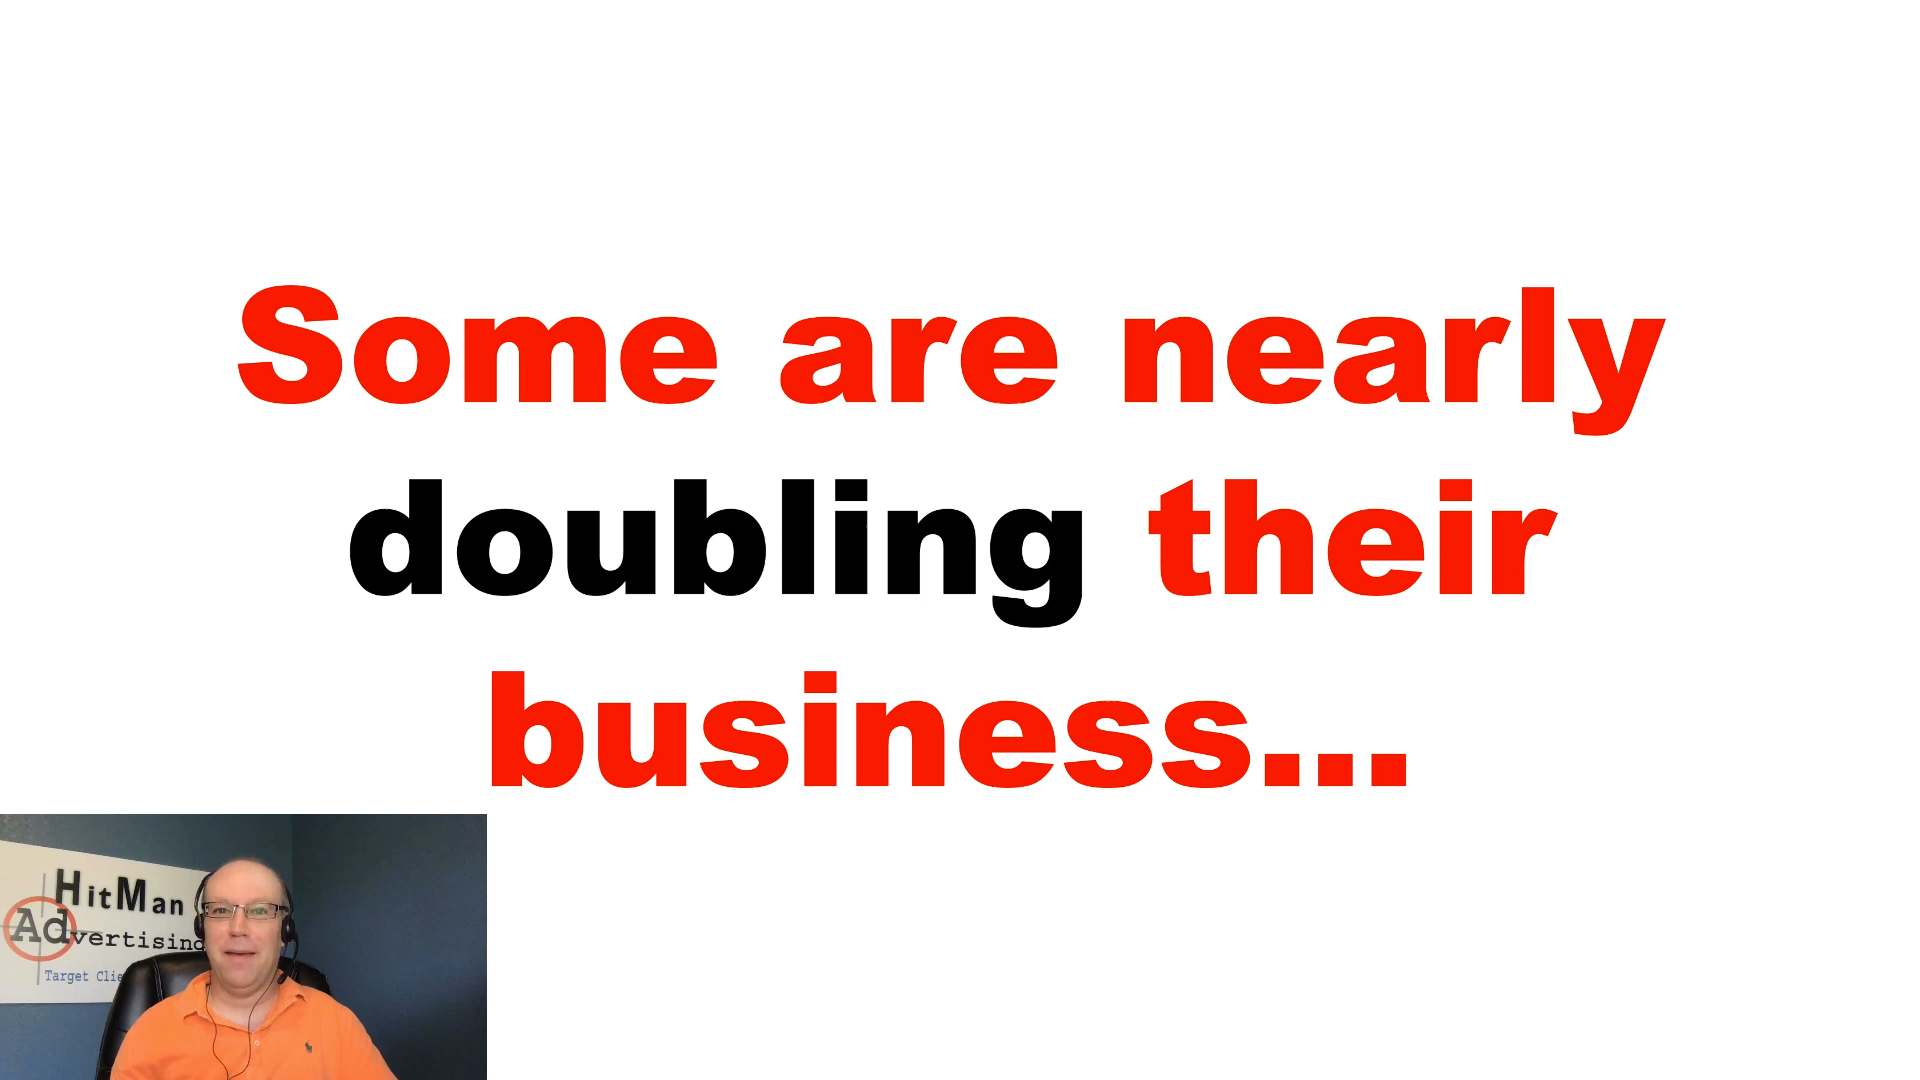 Some are nearly
doubling their
business...
HitMan
Advertising
Target